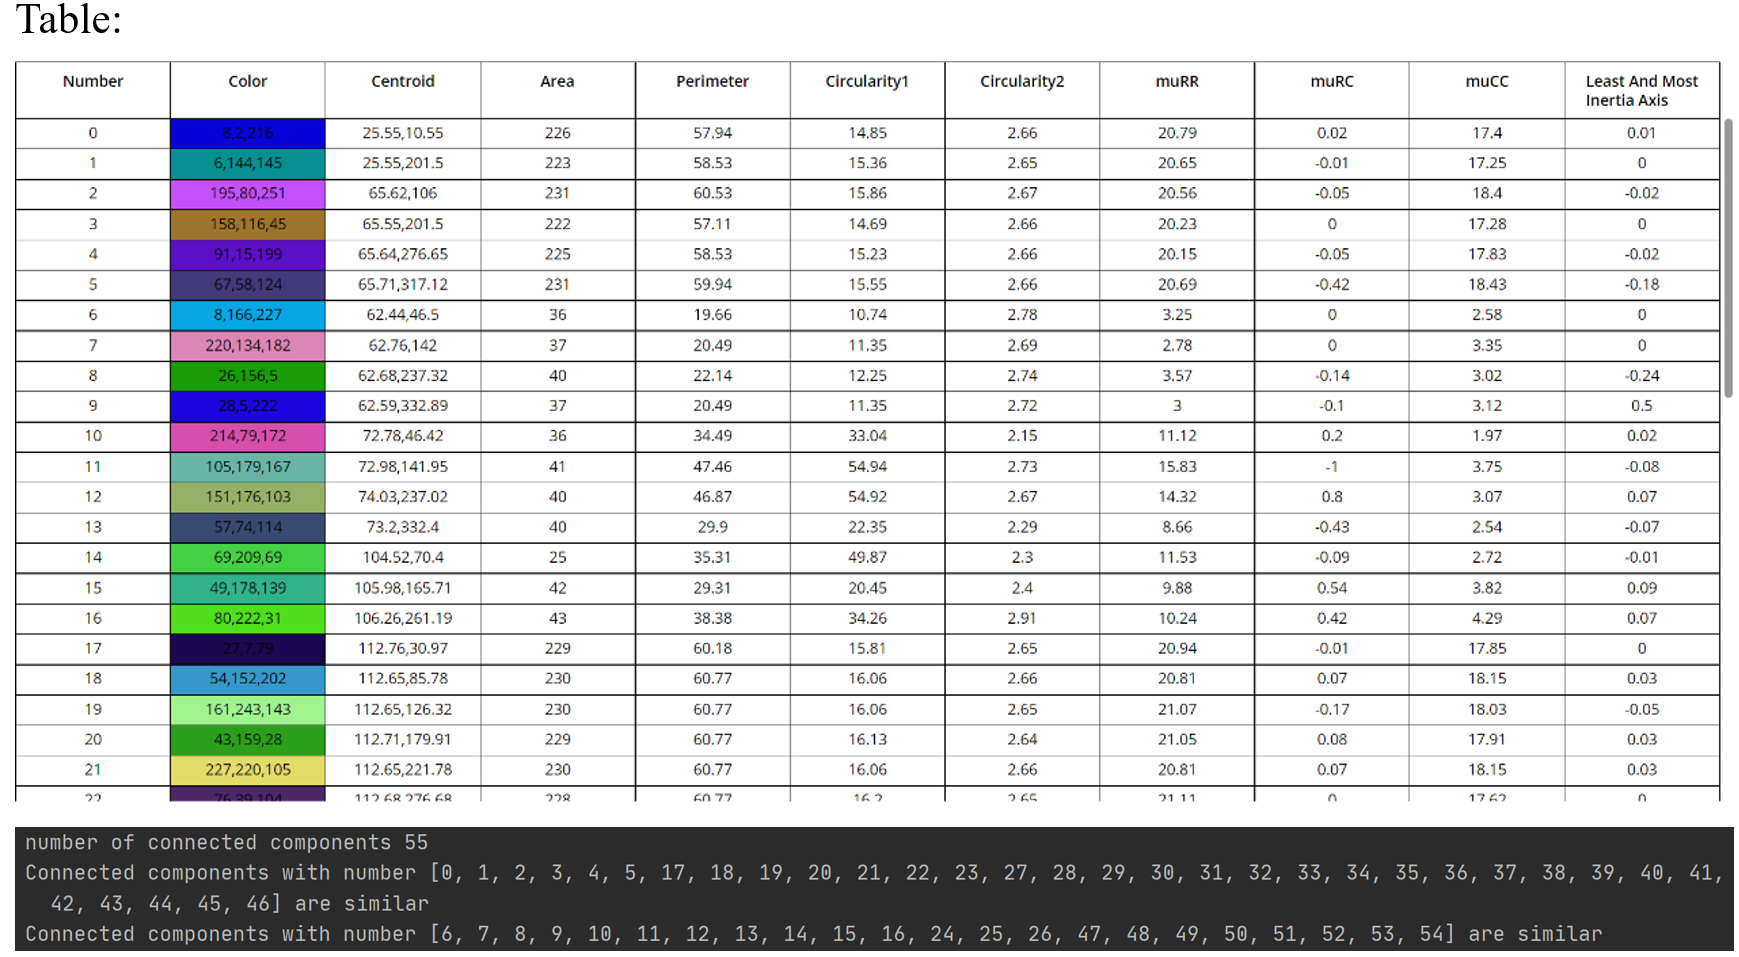 Table:
Number Color Centroid Area Perimeter Circularity1 Circularity2 muRR muRC muCC Least And Most
Inertia Axis
0 8,2,216 25.55,10.55 226 57.94 14.85 2.66 20.79 0.02 17.4 0.01
1 6,144,145 25.55,201.5 223 58.53 15.36 2.65 20.65 -0.01 17.25 0
2 195,80,251 65.62,106 231 60.53 15.86 2.67 20.56 -0.05 18.4 -0.02
3 158,116,45 65.55,201.5 222 57.11 14.69 2.66 20.23 0 17.28 0
4 91,15,199 65.64,276.65 225 58.53 15.23 2.66 20.15 -0.05 17.83 -0.02
5 67,58,124 65.71,317.12 231 59.94 15.55 2.66 20.69 -0.42 18.43 -0.18
6 8,166,227 62.44,46.5 36 19.66 10.74 2.78 3.25 0 2.58 0
7 220,134,182 62.76,142 37 20.49 11.35 2.69 2.78 0 3.35 0
8 26,156,5 62.68,237.32 40 22.14 12.25 2.74 3.57 -0.14 3.02 -0.24
9 28,5,222 62.59,332.89 37 20.49 11.35 2.72 3 -0.1 3.12 0.5
10 214,79,172 72.78,46.42 36 34.49 33.04 2.15 11.12 0.2 1.97 0.02
11 105,179,167 72.98,141.95 41 47.46 54.94 2.73 15.83 -1 3.75 -0.08
12 151,176,103 74.03,237.02 40 46.87 54.92 2.67 14.32 0.8 3.07 0.07
13 57,74,114 73.2,332.4 40 29.9 22.35 2.29 8.66 -0.43 2.54 -0.07
14 69,209,69 104.52,70.4 25 35.31 49.87 2.3 11.53 -0.09 2.72 -0.01
15 49,178,139 105.98,165.71 42 29.31 20.45 2.4 9.88 0.54 3.82 0.09
16 80,222,31 106.26,261.19 43 38.38 34.26 2.91 10.24 0.42 4.29 0.07
17 27,7,79 112.76,30.97 229 60.18 15.81 2.65 20.94 -0.01 17.85 0
18 54,152,202 112.65,85.78 230 60.77 16.06 2.66 20.81 0.07 18.15 0.03
19 161,243,143 112.65,126.32 230 60.77 16.06 2.65 21.07 -0.17 18.03 -0.05
20 43,159,28 112.71,179.91 229 60.77 16.13 2.64 21.05 0.08 17.91 0.03
21 227,220,105 112.65,221.78 230 60.77 16.06 2.66 20.81 0.07 18.15 0.03
22 76,39,104 112.68,276.68 228 60.77 16.2 2.65 21.11 0 17.62 0
number of connected components 55
Connected components with number [0, 1, 2, 3, 4, 5, 17, 18, 19, 20, 21, 22, 23, 27, 28, 29, 30, 31, 32, 33, 34, 35, 36, 37, 38, 39, 40, 41,
42, 43, 44, 45, 46] are similar
Connected components with number [6, 7, 8, 9, 10, 11, 12, 13, 14, 15, 16, 24, 25, 26, 47, 48, 49, 50, 51, 52, 53, 54] are similar